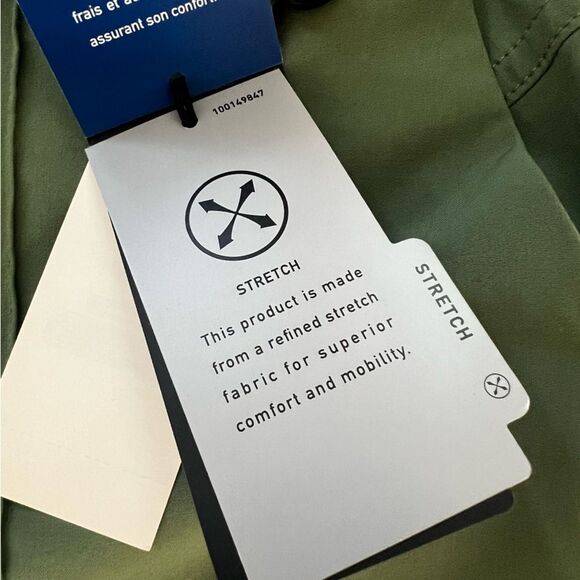 frais et
assurant son confort.
100149847
STRETCH
This product is made
from a refined stretch
fabric for superior
comfort and mobility.
STRETCH